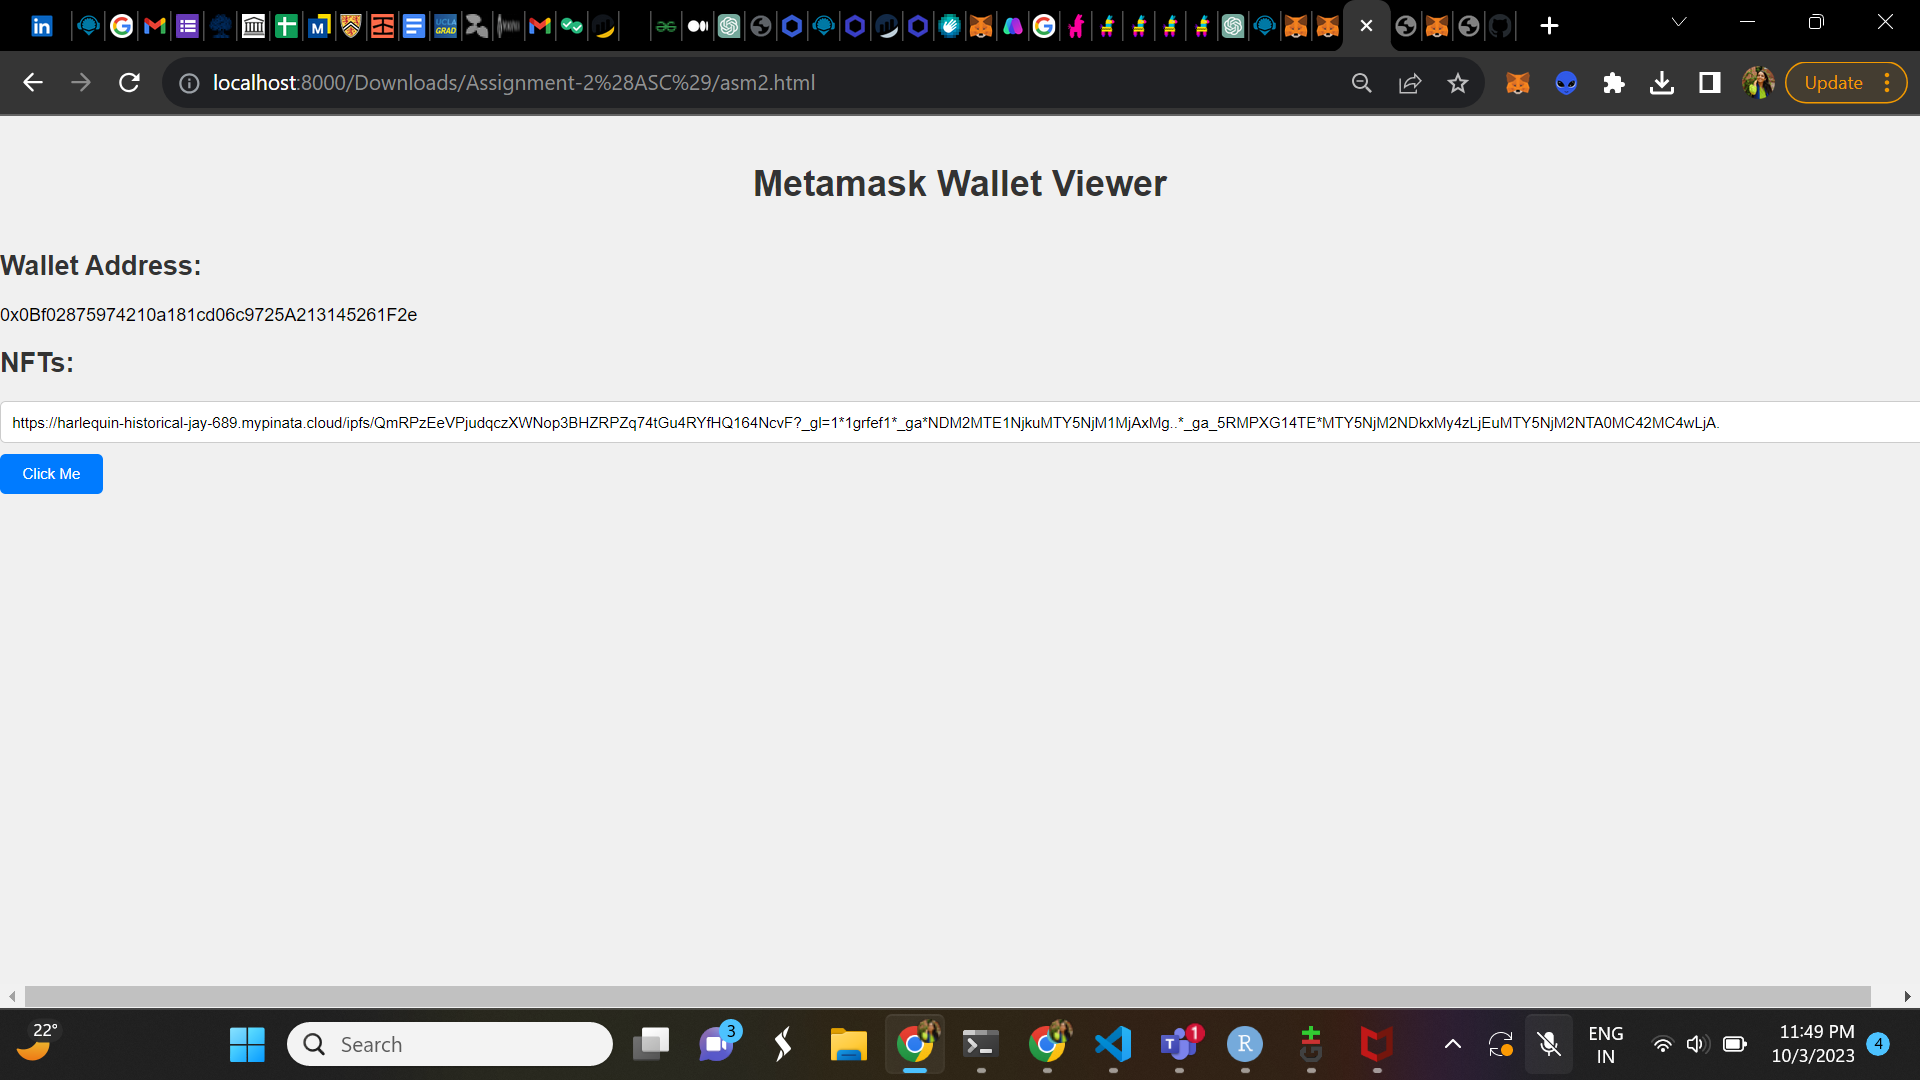 localhost:8000/Downloads/Assignment-2%28ASC%29/asm2.html
Update
Metamask Wallet Viewer
Wallet Address:
0x0Bf02875974210a181cd06c9725A213145261F2e
NFTs:
https://harlequin-historical-jay-689.mypinata.cloud/ipfs/QmRPzEeVPjudqczXWNop3BHZRPZq74tGu4RYfHQ164NcvF?_gl=1*1grfef1*_ga*NDM2MTE1NjkuMTY5NjM1MjAxMg..*_ga_5RMPXG14TE*MTY5NjM2NDkxMy4zLjEuMTY5NjM2NTA0MC42MC4wLjA.
Click Me
22°
Search
3
1
ENG
IN
11:49 PM
10/3/2023
4